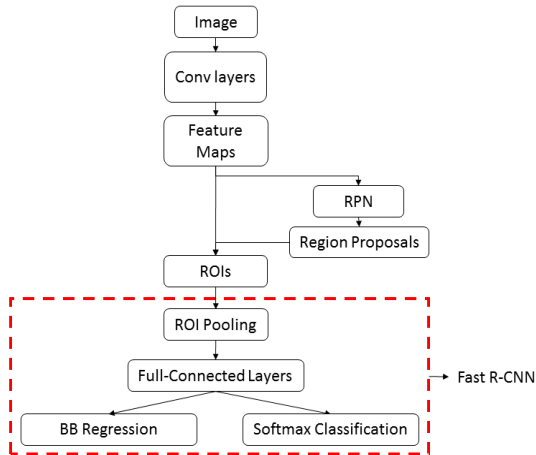 Image
Conv layers
Feature
Maps
RPN
Region Proposals
ROIs
ROI Pooling
Full-Connected Layers
Fast R-CNN
BB Regression
Softmax Classification